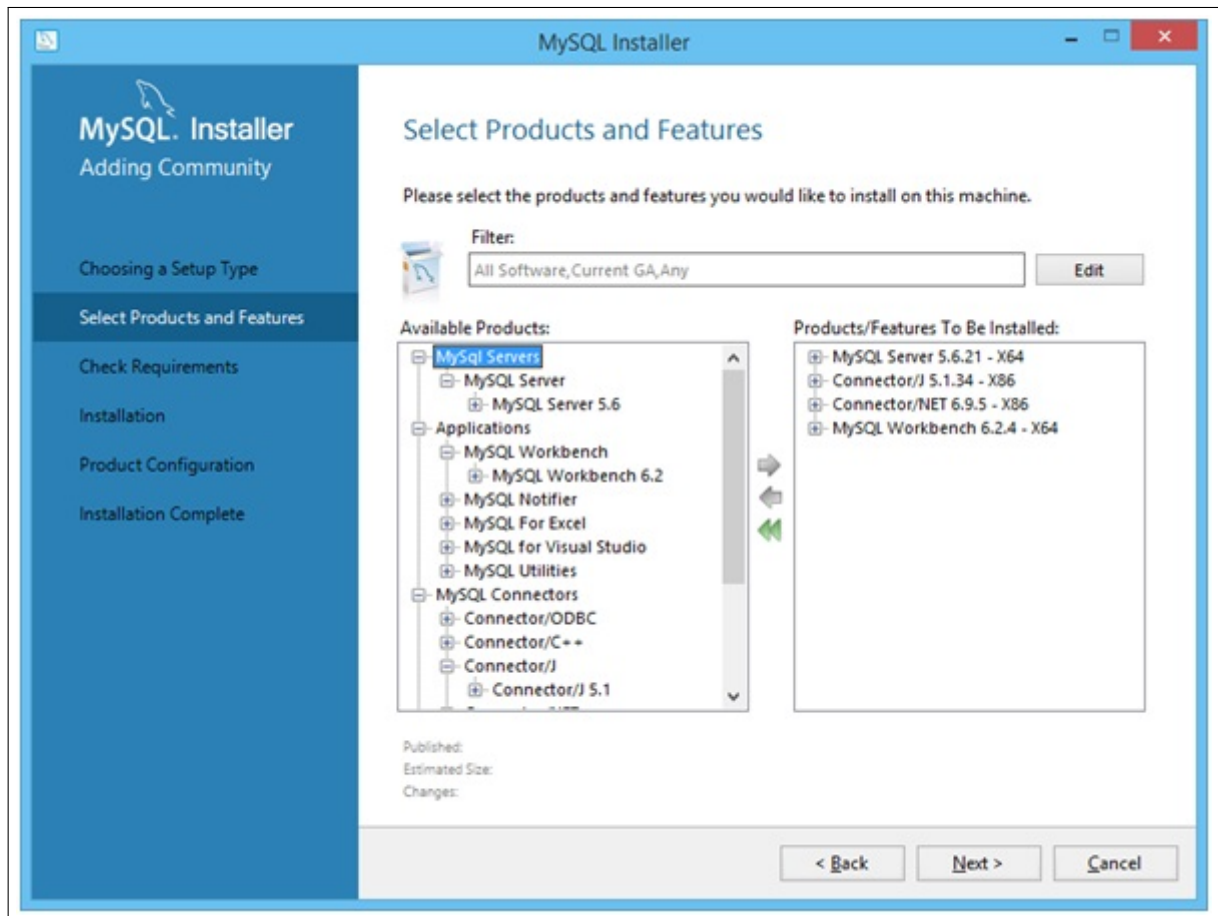 MySQL Installer
MySQL. Installer
Adding Community
Choosing a Setup Type
Select Products and Features
Check Requirements
Installation
Product Configuration
Installation Complete
Select Products and Features
Please select the products and features you would like to install on this machine.
Filter:
All Software,Current GA,Any
Edit
Available Products:
MySql Servers
MySQL Server
MySQL Server 5.6
Applications
MySQL Workbench
MySQL Workbench 6.2
MySQL Notifier
MySQL For Excel
MySQL for Visual Studio
MySQL Utilities
MySQL Connectors
Connector/ODBC
Connector/C++
Connector/J
Connector/J 5.1
Products/Features To Be Installed:
MySQL Server 5.6.21 - X64
Connector/J 5.1.34 - X86
Connector/NET 6.9.5 - X86
MySQL Workbench 6.2.4 - X64
Published:
Estimated Size:
Changes:
< Back
Next >
Cancel